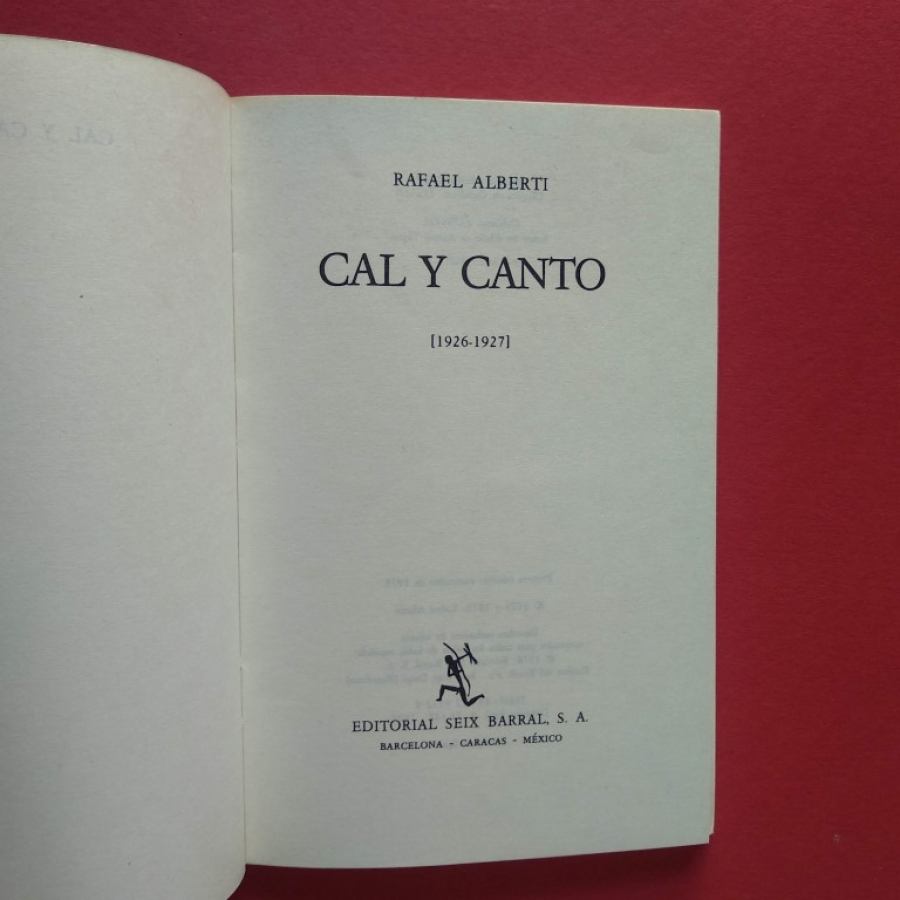 RAFAEL ALBERTI
CAL Y CANTO
[1926-1927]
EDITORIAL SEIX BARRAL, S. A.
BARCELONA - CARACAS - MÉXICO